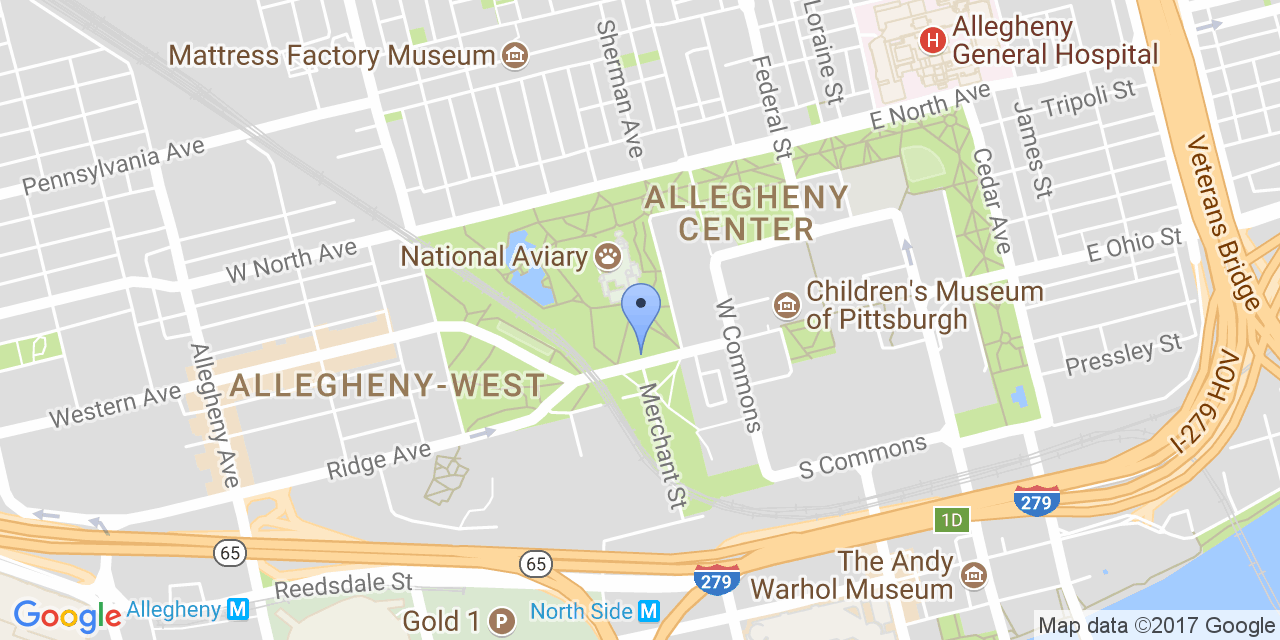 Mattress Factory Museum
Sherman Ave
Federal St
Loraine St
H
Allegheny
General Hospital
E North Ave
James St
Tripoli St
Pennsylvania Ave
Cedar Ave
Veterans Bridge
ALLEGHENY
CENTER
W North Ave
National Aviary
E Ohio St
Children's Museum
of Pittsburgh
W Commons
Pressley St
I-279 HOV
ALLEGHENY-WEST
Western Ave
Allegheny Ave
Merchant St
Ridge Ave
S Commons
279
1D
65
65
279
The Andy
Warhol Museum
Reedsdale St
Google
Allegheny M
Gold 1 P
North Side M
Map data ©2017 Google